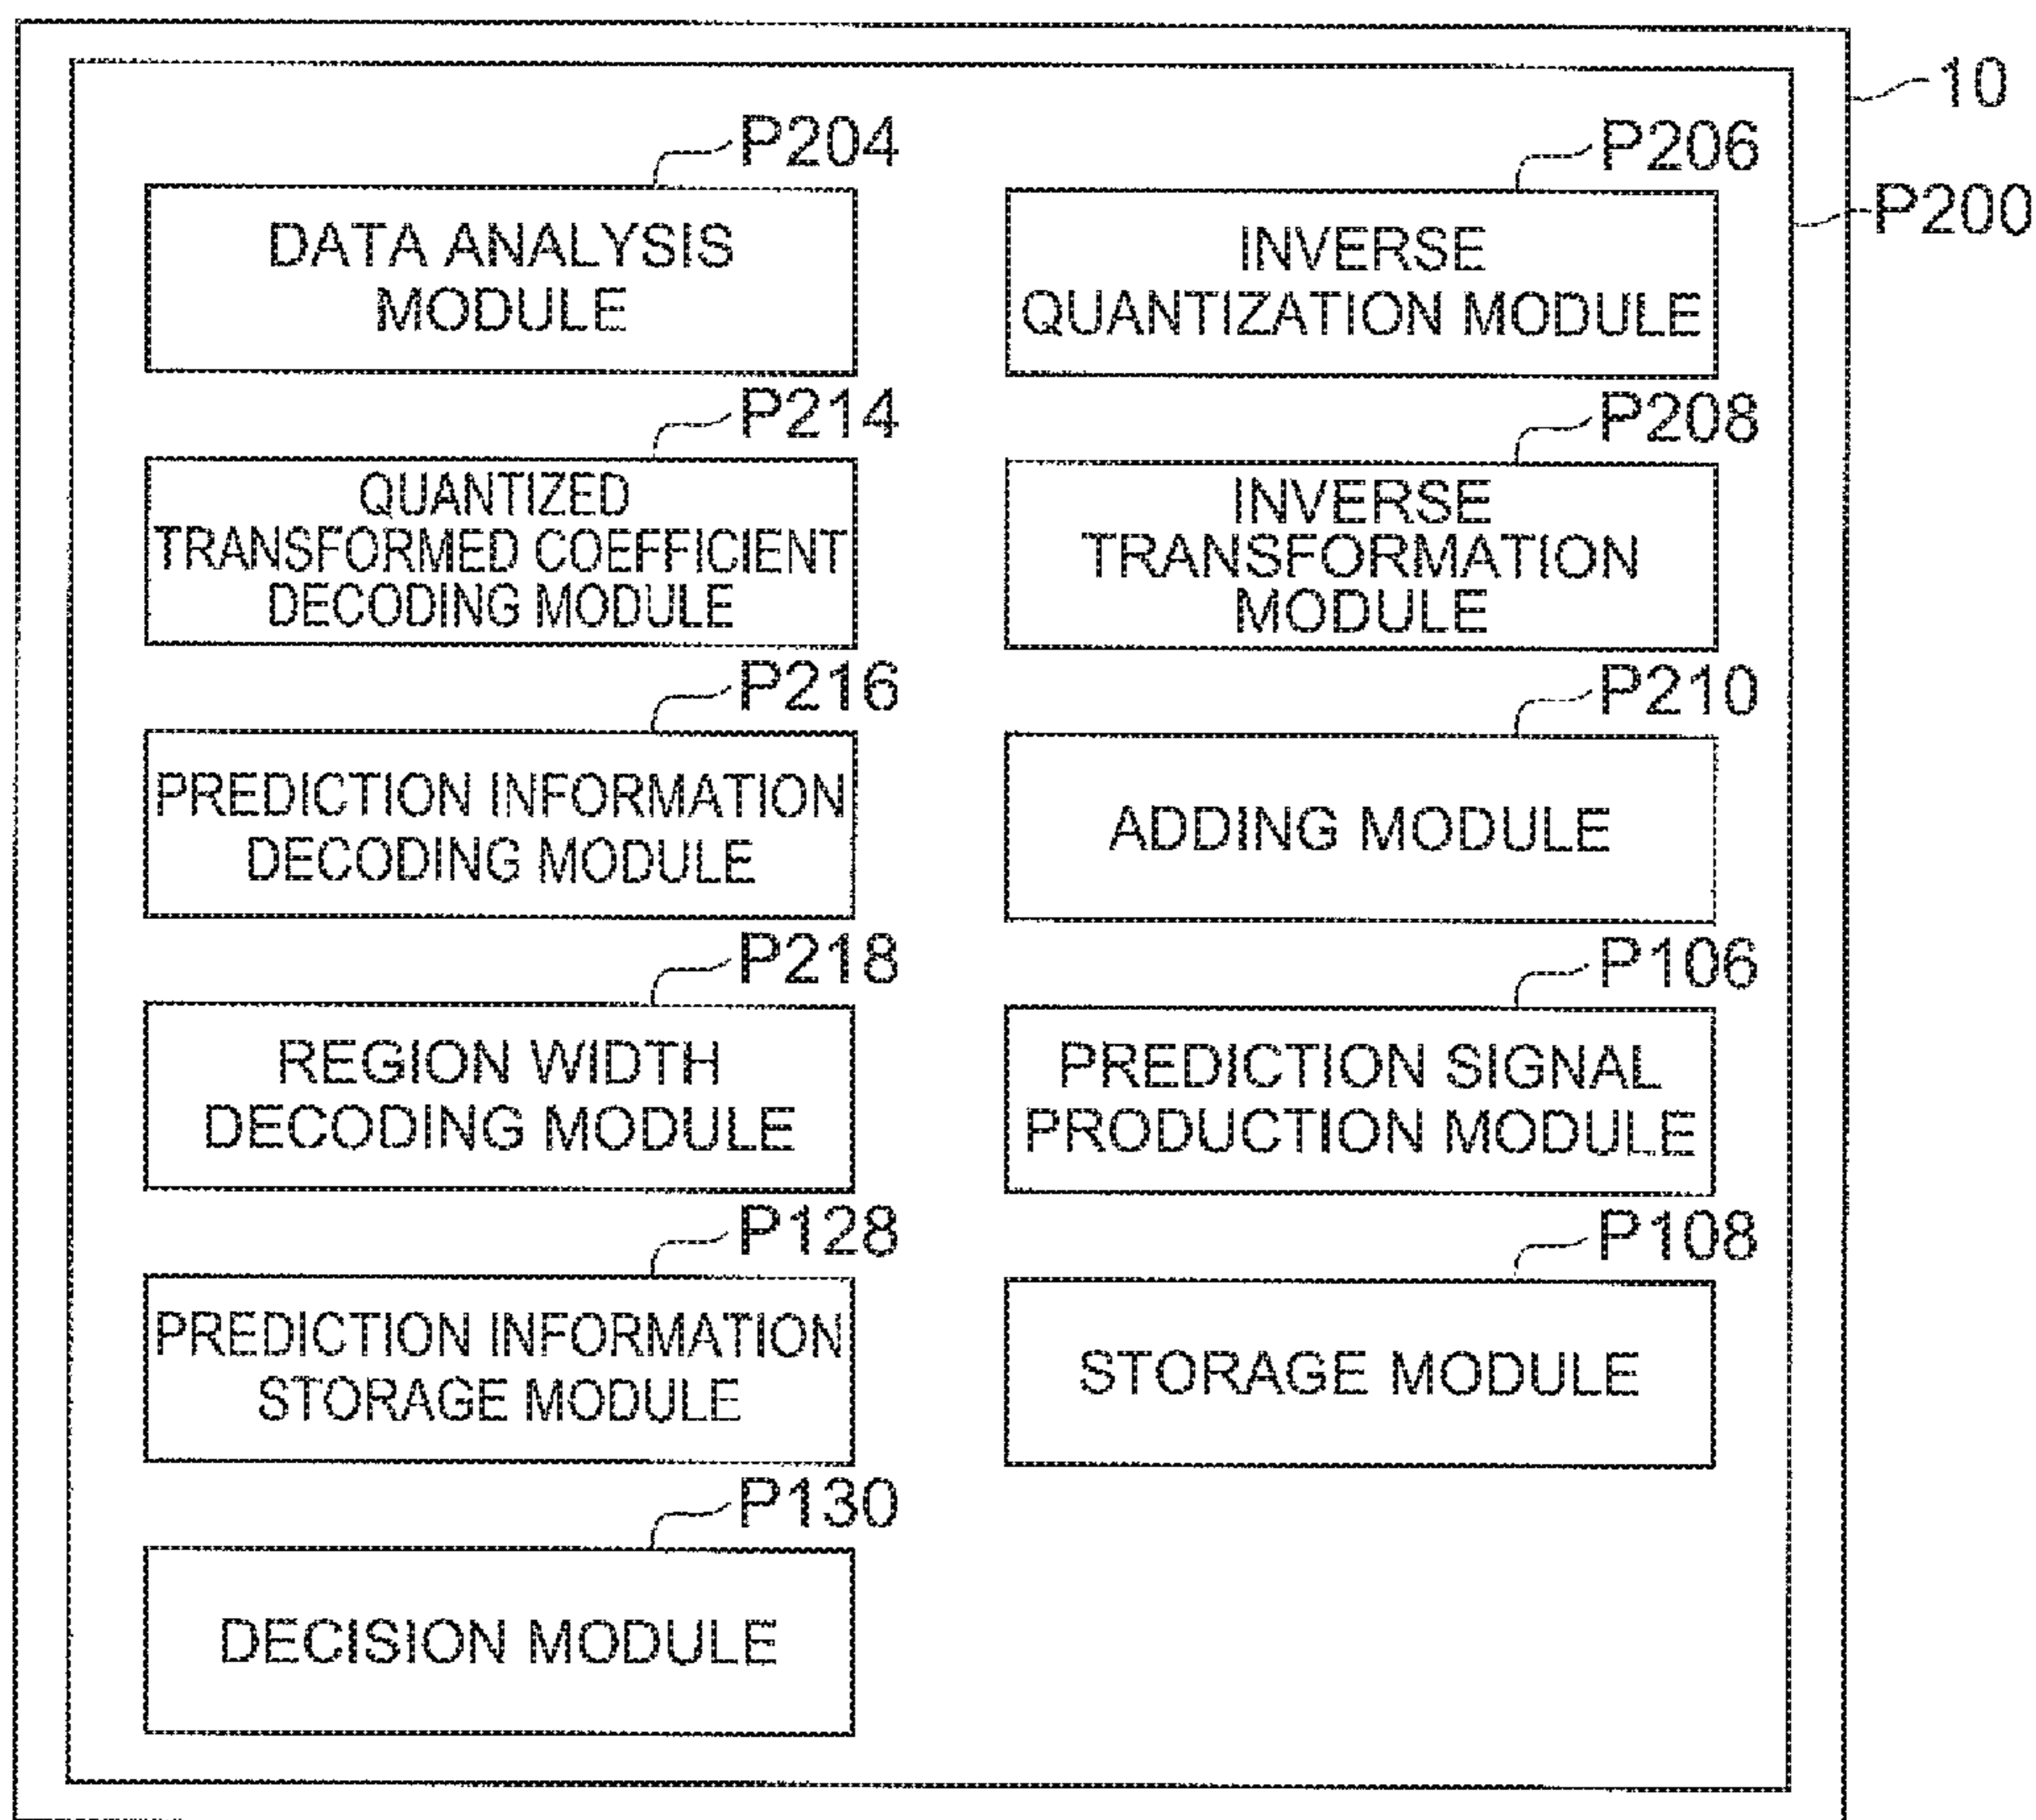 10
P200
P204
DATA ANALYSIS
MODULE
P206
INVERSE
QUANTIZATION MODULE
P214
QUANTIZED
TRANSFORMED COEFFICIENT
DECODING MODULE
P208
INVERSE
TRANSFORMATION
MODULE
P216
PREDICTION INFORMATION
DECODING MODULE
P210
ADDING MODULE
P218
REGION WIDTH
DECODING MODULE
P106
PREDICTION SIGNAL
PRODUCTION MODULE
P128
PREDICTION INFORMATION
STORAGE MODULE
P108
STORAGE MODULE
P130
DECISION MODULE